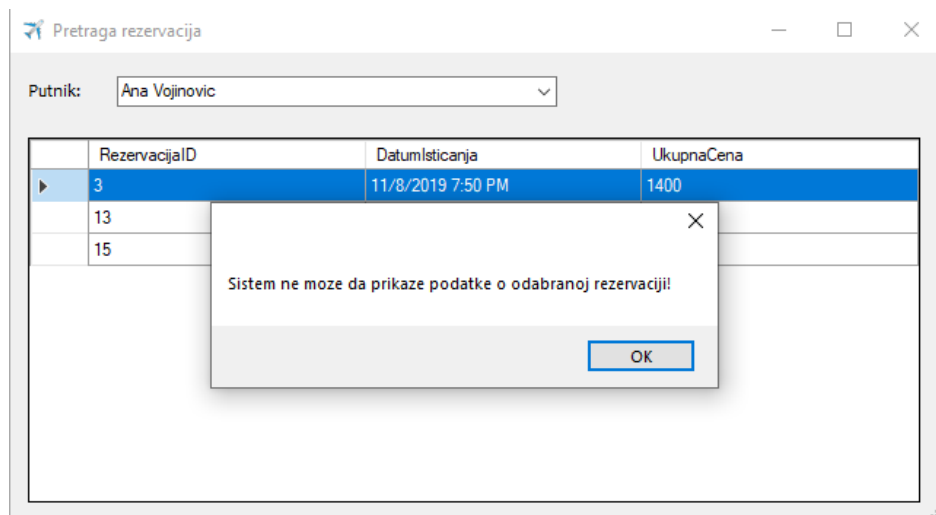 Pretraga rezervacija
Putnik: Ana Vojinovic
RezervacijaID DatumIsticanja UkupnaCena
3 11/8/2019 7:50 PM 1400
13
15
Sistem ne moze da prikaze podatke o odabranoj rezervaciji!
OK